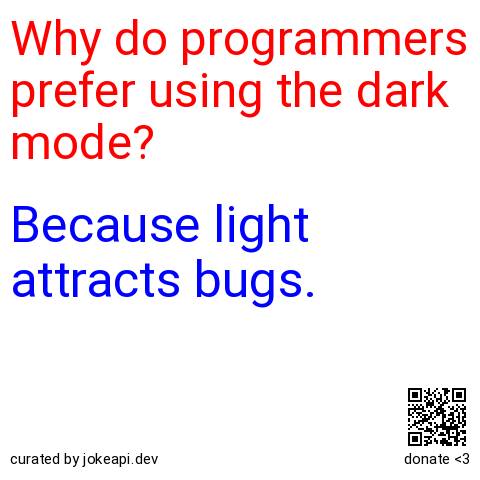 Why do programmers
prefer using the dark
mode?
Because light
attracts bugs.
curated by jokeapi.dev
donate <3